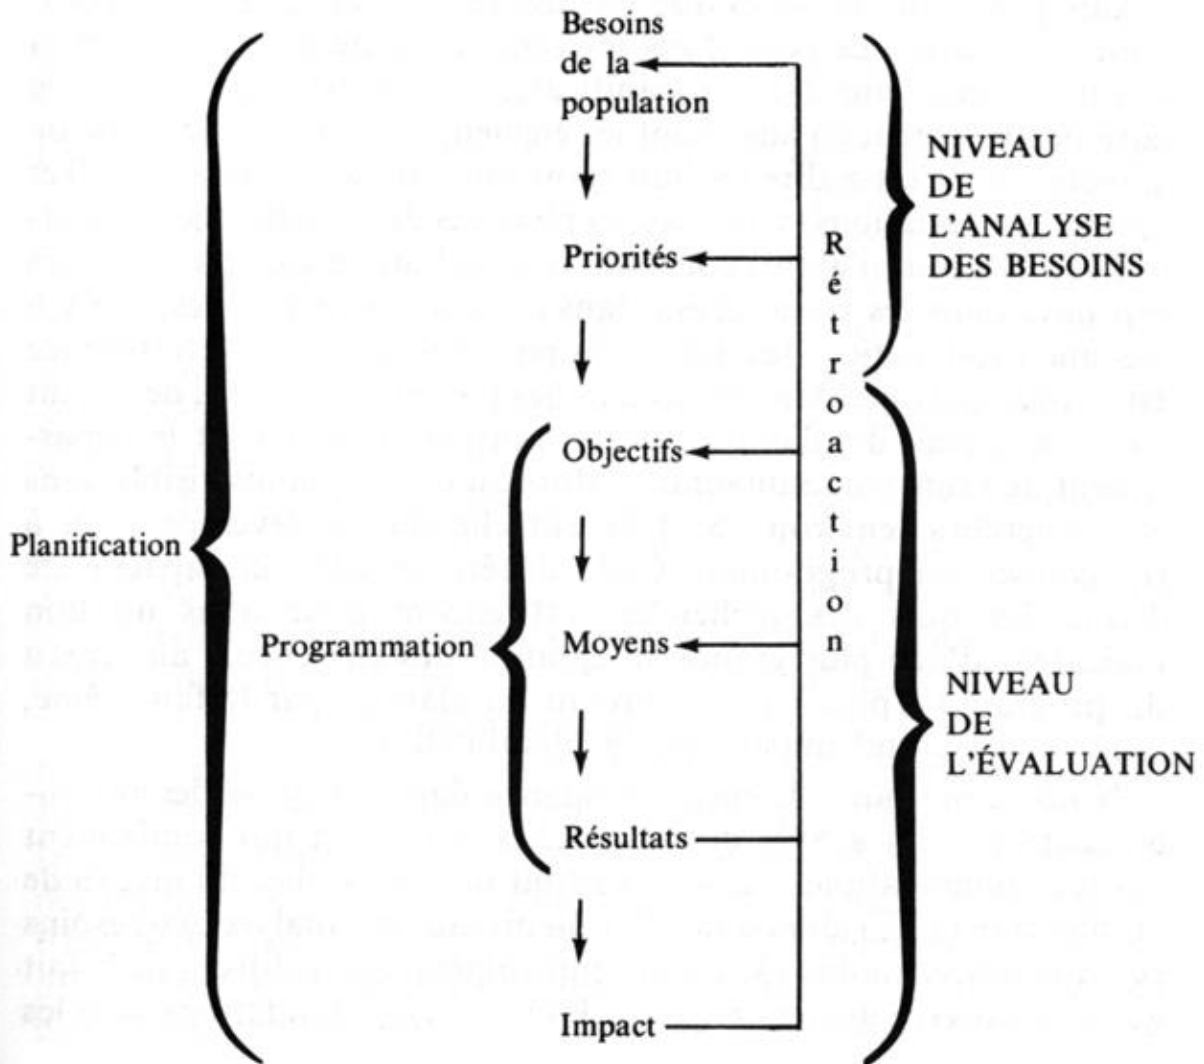 Besoins
de la
population
Priorités
Objectifs
Moyens
Résultats
Impact
Planification
Programmation
Rétroaction
NIVEAU
DE
L'ANALYSE
DES BESOINS
NIVEAU
DE
L'ÉVALUATION